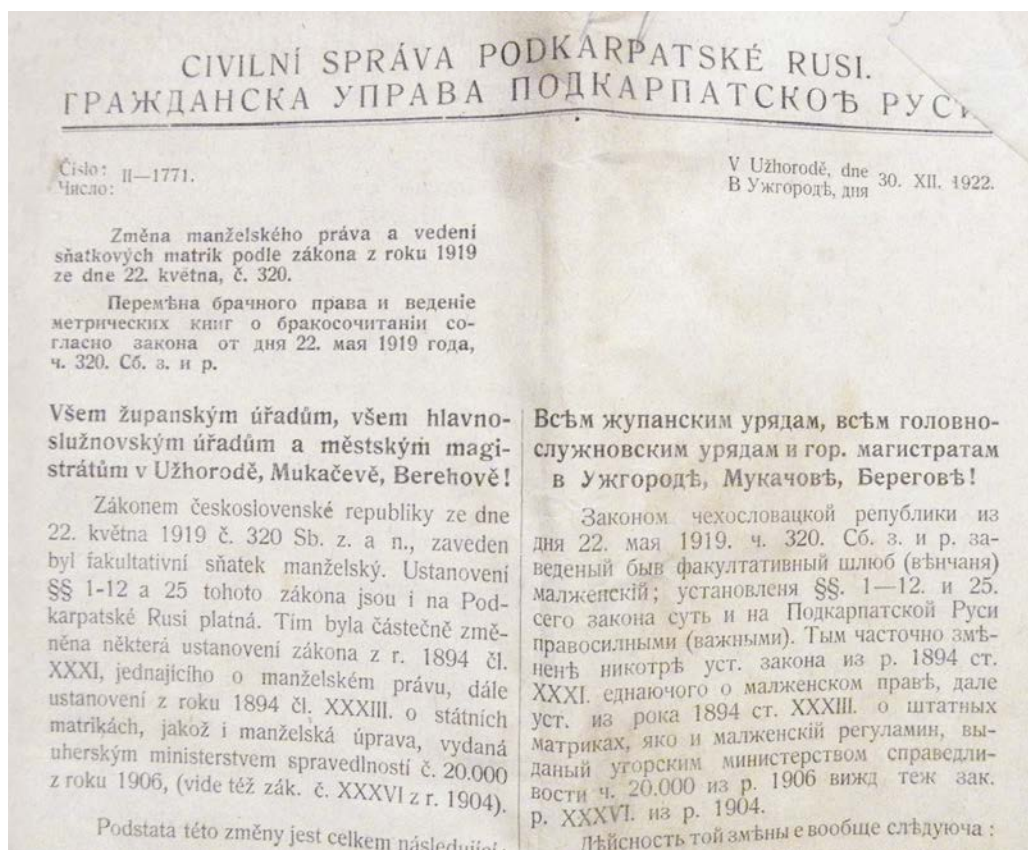 CIVILNÍ SPRÁVA PODKARPATSKÉ RUSI.
ГРАЖДАНСКА УПРАВА ПОДКАРПАТСКОѢ
Číslo:
Число:
II—1771.
V Užhorodě, dne
В Ужгородѣ, дня
30. XII. 1922.
Změna manželského práva a vedení
sňatkových matrik podle zákona z roku 1919
ze dne 22. května, č. 320.
Перемѣна брачного права и веденіе
метрических книг о бракосочитаніи со-
гласно закона от дня 22. мая 1919 года,
ч. 320. Сб. з. и р.
Všem županským úřadům, všem hlavno-
služnovským úřadům a městským magi-
strátům v Užhorodě, Mukačevě, Berehově!
Zákonem československé republiky ze dne
22. května 1919 č. 320 Sb. z. a n., zaveden
byl fakultativní sňatek manželský. Ustanovení
§§ 1-12 a 25 tohoto zákona jsou i na Pod-
karpatské Rusi platná. Tím byla částečně změ-
něna některá ustanovení zákona z r. 1894 čl.
XXXI, jednajícího o manželském právu, dále
ustanovení z roku 1894 čl. XXXIII. o státních
matrikách, jakož i manželská úprava, vydaná
uherským ministerstvem spravedlností č. 20.000
z roku 1906, (vide též zák. č. XXXVI z r. 1904).
Podstata této změny jest celkem
Всѣм жупанским урядам, всѣм головно-
служновским урядам и гор. магистратам
в Ужгородѣ, Мукачовѣ, Береговѣ!
Законом чехословацкой републики из
дня 22. мая 1919. ч. 320. Сб. з. и р. за-
веденый быв факултативный шлюб (вѣнчаня)
малженскій; установленя §§. 1—12. и 25.
сего закона суть и на Подкарпатской Руси
правосилными (важными). Тым часточно змѣ-
ненѣ никотрѣ уст. закона из р. 1894 ст.
XXXI. еднаючого о малженском правѣ, дале
уст. из рока 1894 ст. XXXIII. о штатных
матриках, яко и малженскій регуламин, вы-
даный угорским министерством справедли-
вости ч. 20.000 из р. 1906 вижд теж зак.
р. XXXVI. из р. 1904.
Дѣйсность той змѣны е вообще слѣдуюча :